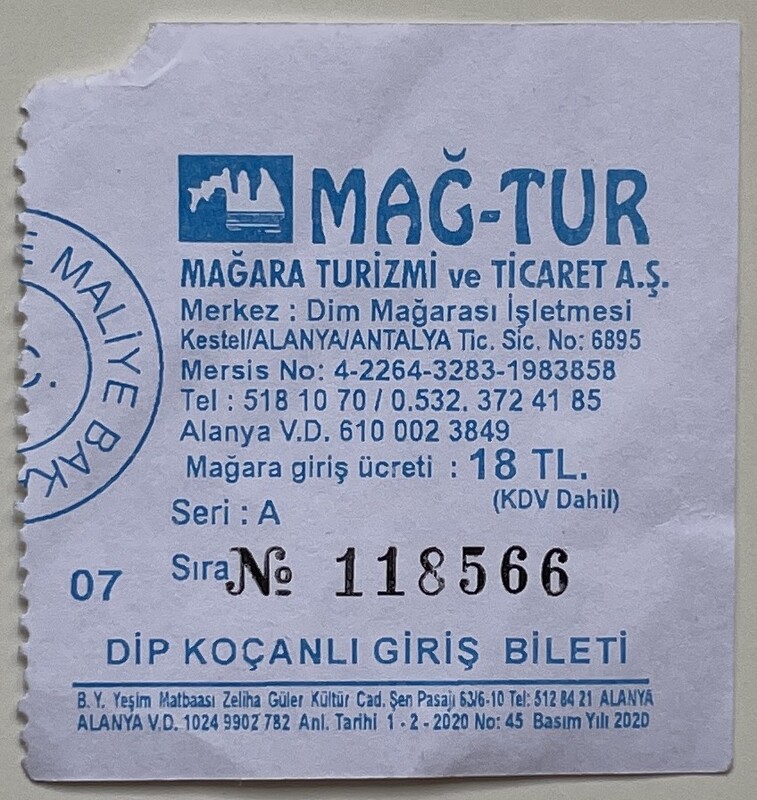 MAĞ-TUR
MAĞARA TURİZMİ ve TİCARET A.Ş.
Merkez : Dim Mağarası İşletmesi
Kestel/ALANYA/ANTALYA Tic. Sic. No: 6895
Mersis No: 4-2264-3283-1983858
Tel : 518 10 70 / 0.532. 372 41 85
Alanya V.D. 610 002 3849
Mağara giriş ücreti : 18 TL.
(KDV Dahil)
Seri : A
Sıra № 118566
07
DİP KOÇANLI GİRİŞ BİLETİ
B. Y. Yeşim Matbaası Zeliha Güler Kültür Cad. Şen Pasajı 63/6-10 Tel: 512 84 21 ALANYA
ALANYA V.D. 1024 9902 782 Anl. Tarihi 1 - 2 - 2020 No: 45 Basım Yılı 2020
MALİYE BAK